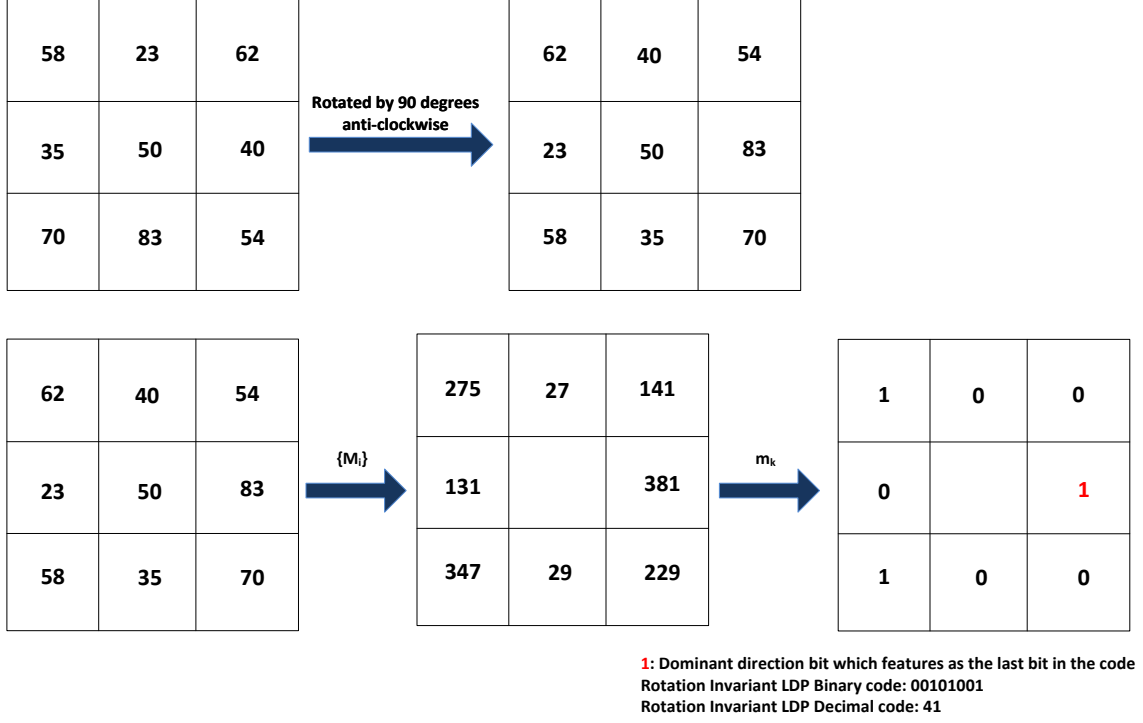 58 23 62 62 40 54
Rotated by 90 degrees
anti-clockwise
35 50 40 23 50 83
70 83 54 58 35 70
62 40 54 275 27 141 1 0 0
{Mᵢ} mₖ
23 50 83 131 381 0 1
58 35 70 347 29 229 1 0 0
1: Dominant direction bit which features as the last bit in the code
Rotation Invariant LDP Binary code: 00101001
Rotation Invariant LDP Decimal code: 41